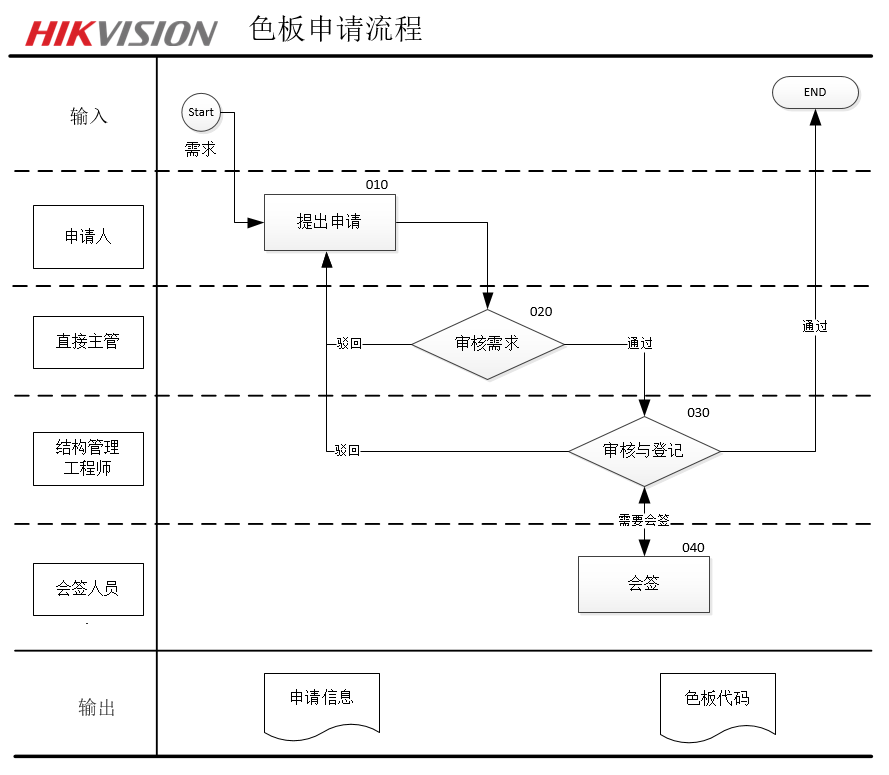 HIKVISION
色板申请流程
输入
Start
需求
END
010
提出申请
申请人
020
直接主管
驳回
审核需求
通过
通过
030
结构管理
工程师
驳回
审核与登记
需要会签
040
会签人员
会签
输出
申请信息
色板代码